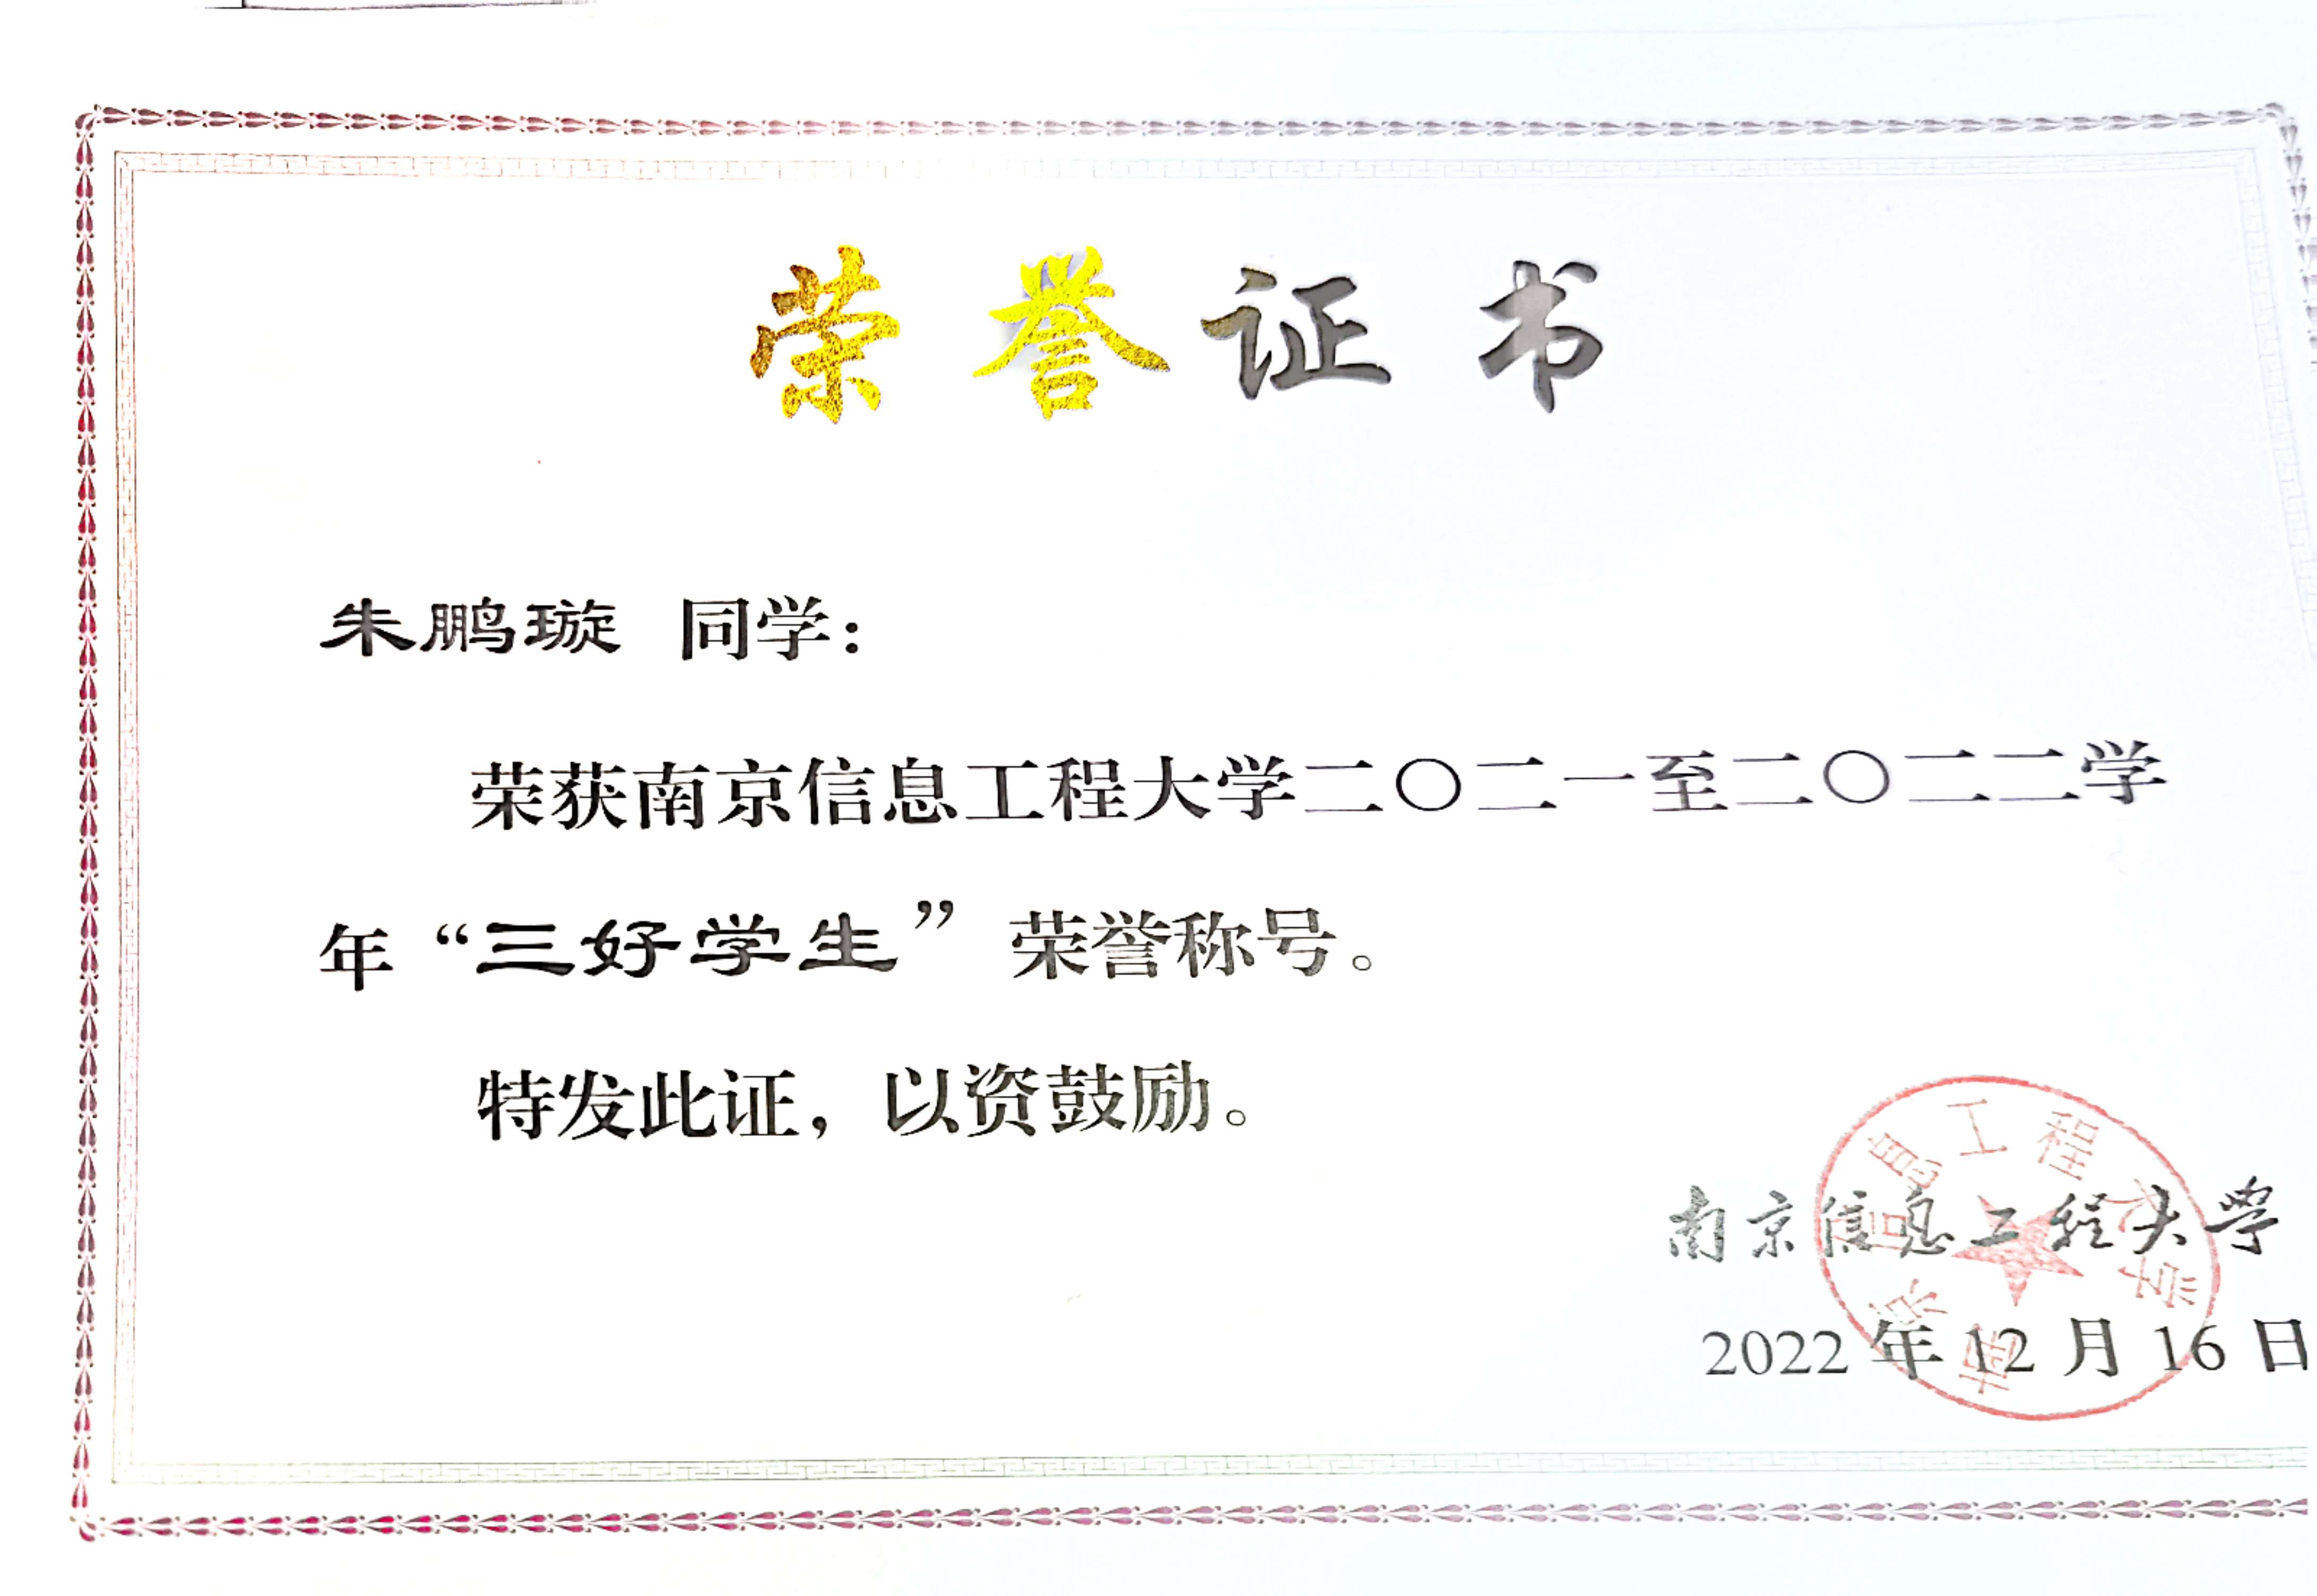 荣誉证书
朱鹏璇 同学：
荣获南京信息工程大学二〇二一至二〇二二学
年“三好学生”荣誉称号。
特发此证，以资鼓励。
南京信息工程大学
2022年12月16日
南京信息工程大学